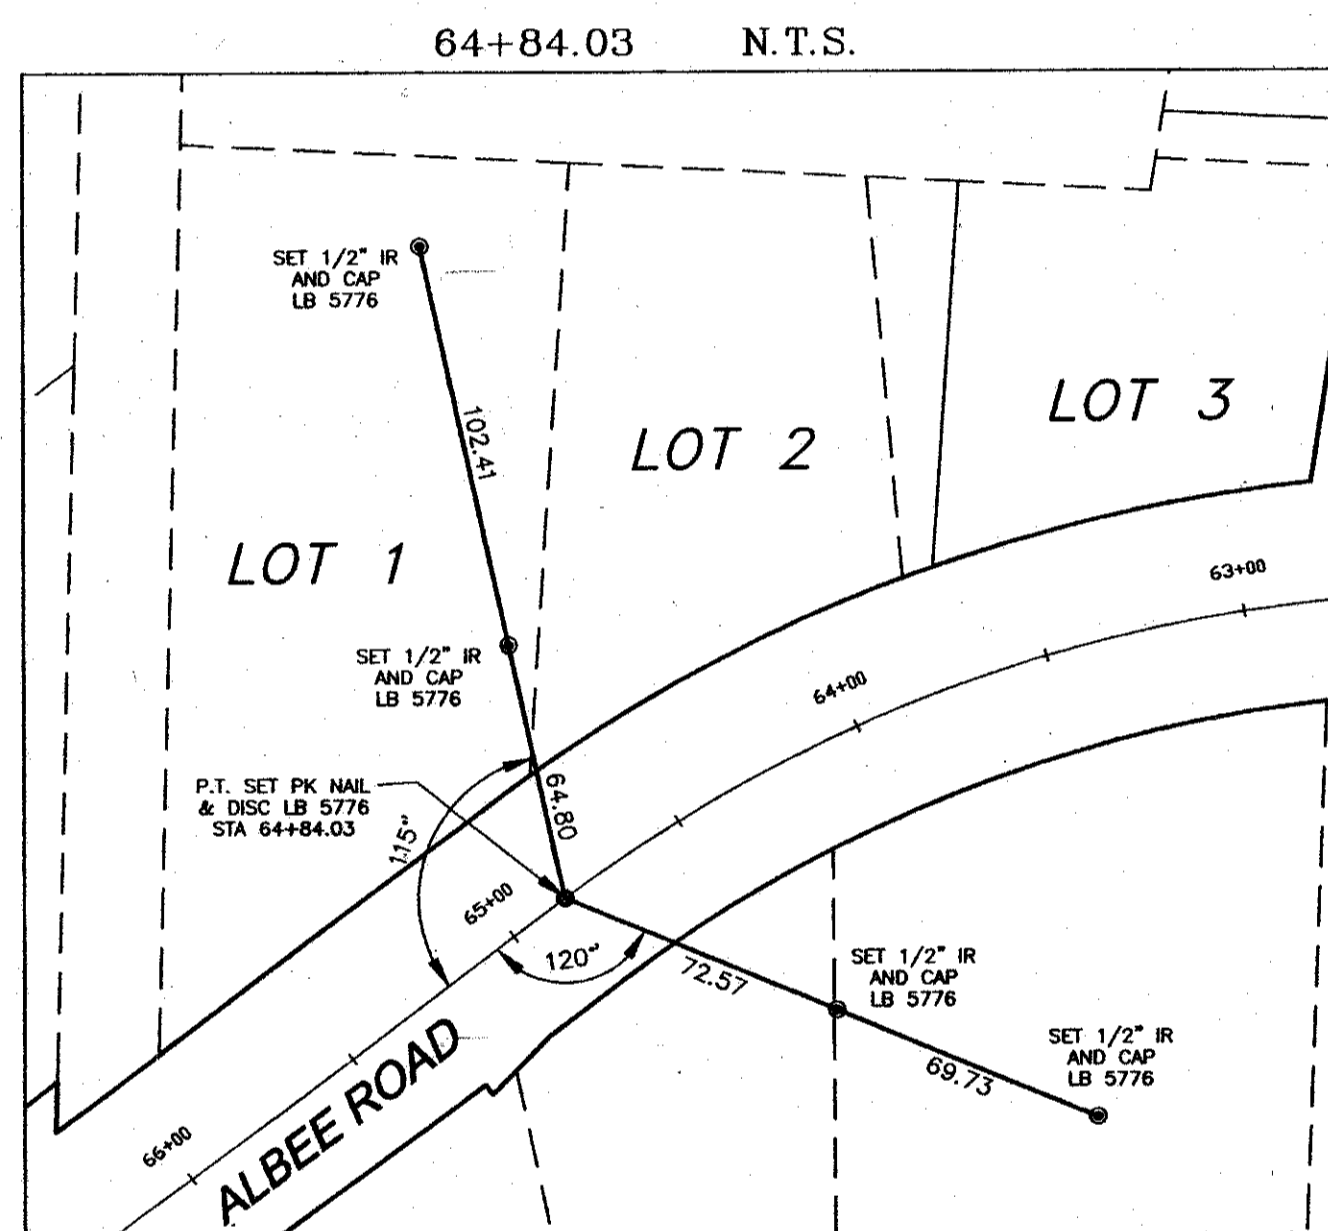 64+84.03 N.T.S.
SET 1/2" IR
AND CAP
LB 5776
102.41
LOT 3
LOT 2
LOT 1
63+00
SET 1/2" IR
AND CAP
LB 5776
64+00
P.T. SET PK NAIL
& DISC LB 5776
STA 64+84.03
64.80
115°
65+00
120°
72.57
SET 1/2" IR
AND CAP
LB 5776
SET 1/2" IR
AND CAP
LB 5776
69.73
ALBEE ROAD
66+00